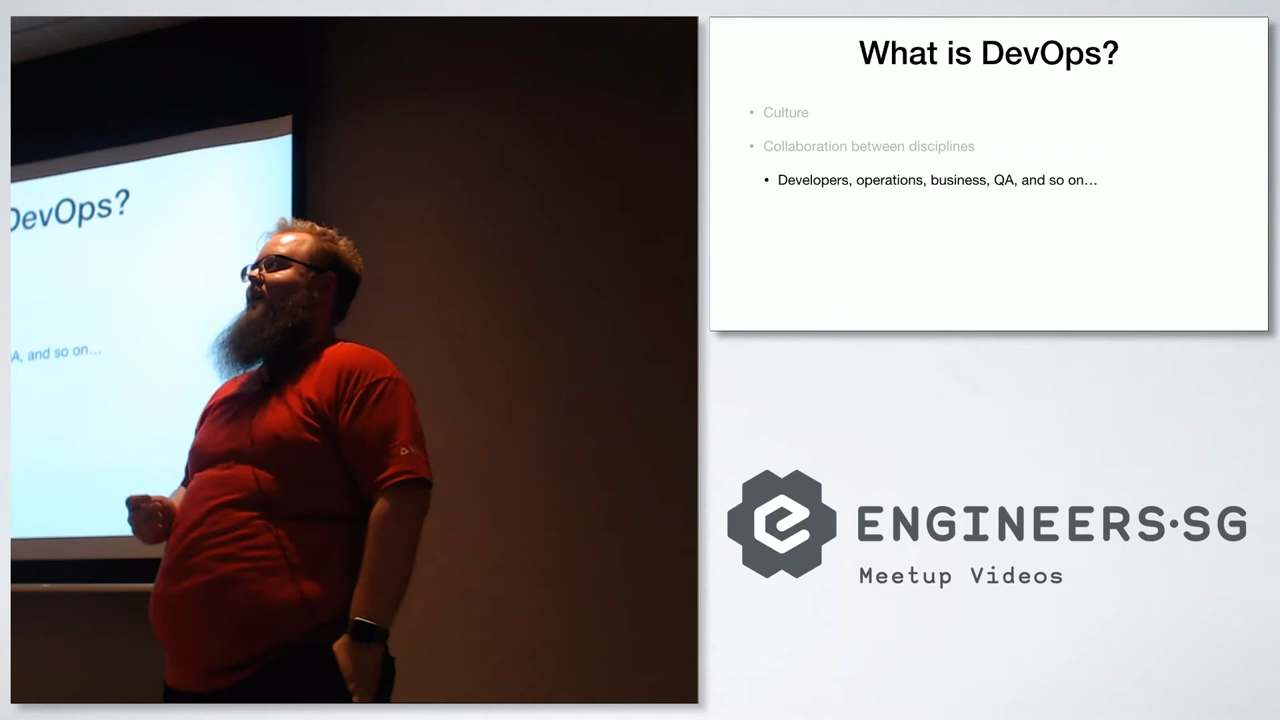 DevOps?
A, and so on...
What is DevOps?
• Culture
• Collaboration between disciplines
• Developers, operations, business, QA, and so on...
ENGINEERS·SG
Meetup Videos